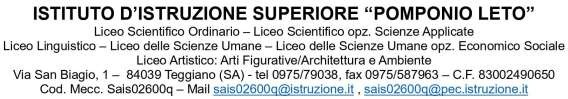 ISTITUTO D’ISTRUZIONE SUPERIORE “POMPONIO LETO”
Liceo Scientifico Ordinario – Liceo Scientifico opz. Scienze Applicate
Liceo Linguistico – Liceo delle Scienze Umane – Liceo delle Scienze Umane opz. Economico Sociale
Liceo Artistico: Arti Figurative/Architettura e Ambiente
Via San Biagio, 1 – 84039 Teggiano (SA) - tel 0975/79038, fax 0975/587963 – C.F. 83002490650
Cod. Mecc. Sais02600q – Mail sais02600q@istruzione.it , sais02600q@pec.istruzione.it